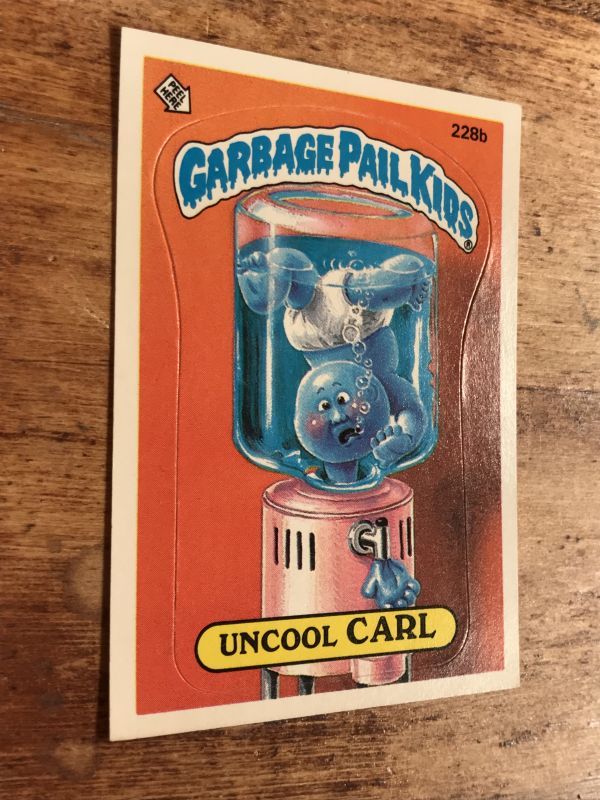 PEEL HERE
228b
GARBAGE PAIL KIDS®
UNCOOL CARL